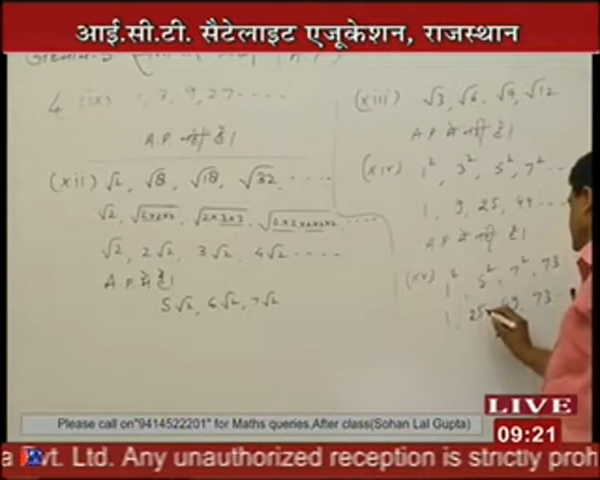 आई.सी.टी. सैटेलाइट एजूकेशन, राजस्थान
4 (ix) 1, 3, 9, 27 .....
A.P. नहीं है।
(xii) √2, √8, √18, √32, ....
√2, √2×2×2, √2×3×3, √2×2×2×2×2 ....
√2, 2√2, 3√2, 4√2 ....
A.P. में है।
5√2, 6√2, 7√2
(xiii) √3, √6, √9, √12
A.P में नहीं है।
(xiv) 1², 3², 5², 7² ...
1, 9, 25, 49 ...
A.P में नहीं है।
(xv) 1², 5², 7², 73
1, 25, 49, 73
Please call on"9414522201" for Maths queries,After class(Sohan Lal Gupta)
LIVE
09:21
a Pvt. Ltd. Any unauthorized reception is strictly proh